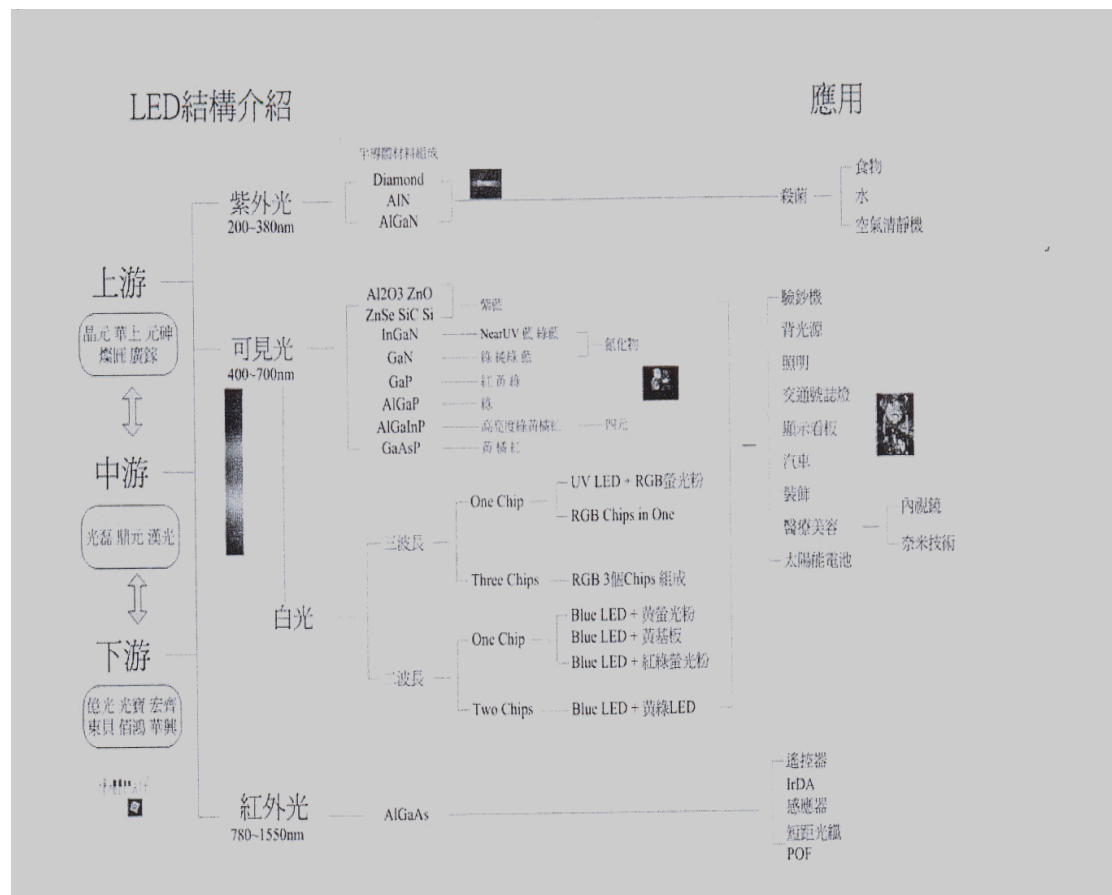 LED結構介紹
應用
半導體材料組成
紫外光
200~380nm
Diamond
AlN
AlGaN
殺菌
食物
水
空氣清靜機
上游
晶元 華上 元砷
燦圓 廣鎵
可見光
400~700nm
Al2O3 ZnO
ZnSe SiC Si
紫藍
InGaN
NearUV 藍 綠藍
氮化物
GaN
綠 純綠 藍
GaP
紅 黃 綠
AlGaP
綠
AlGaInP
高亮度綠黃橘紅
四元
GaAsP
黃 橘 紅
驗鈔機
背光源
照明
交通號誌燈
顯示看板
汽車
裝飾
醫療美容
內視鏡
奈米技術
太陽能電池
中游
光磊 鼎元 漢光
白光
三波長
One Chip
UV LED + RGB螢光粉
RGB Chips in One
Three Chips
RGB 3個Chips 組成
二波長
One Chip
Blue LED + 黃螢光粉
Blue LED + 黃基板
Blue LED + 紅綠螢光粉
Two Chips
Blue LED + 黃綠LED
下游
億光 光寶 宏齊
東貝 佰鴻 華興
紅外光
780~1550nm
AlGaAs
遙控器
IrDA
感應器
短距光纖
POF